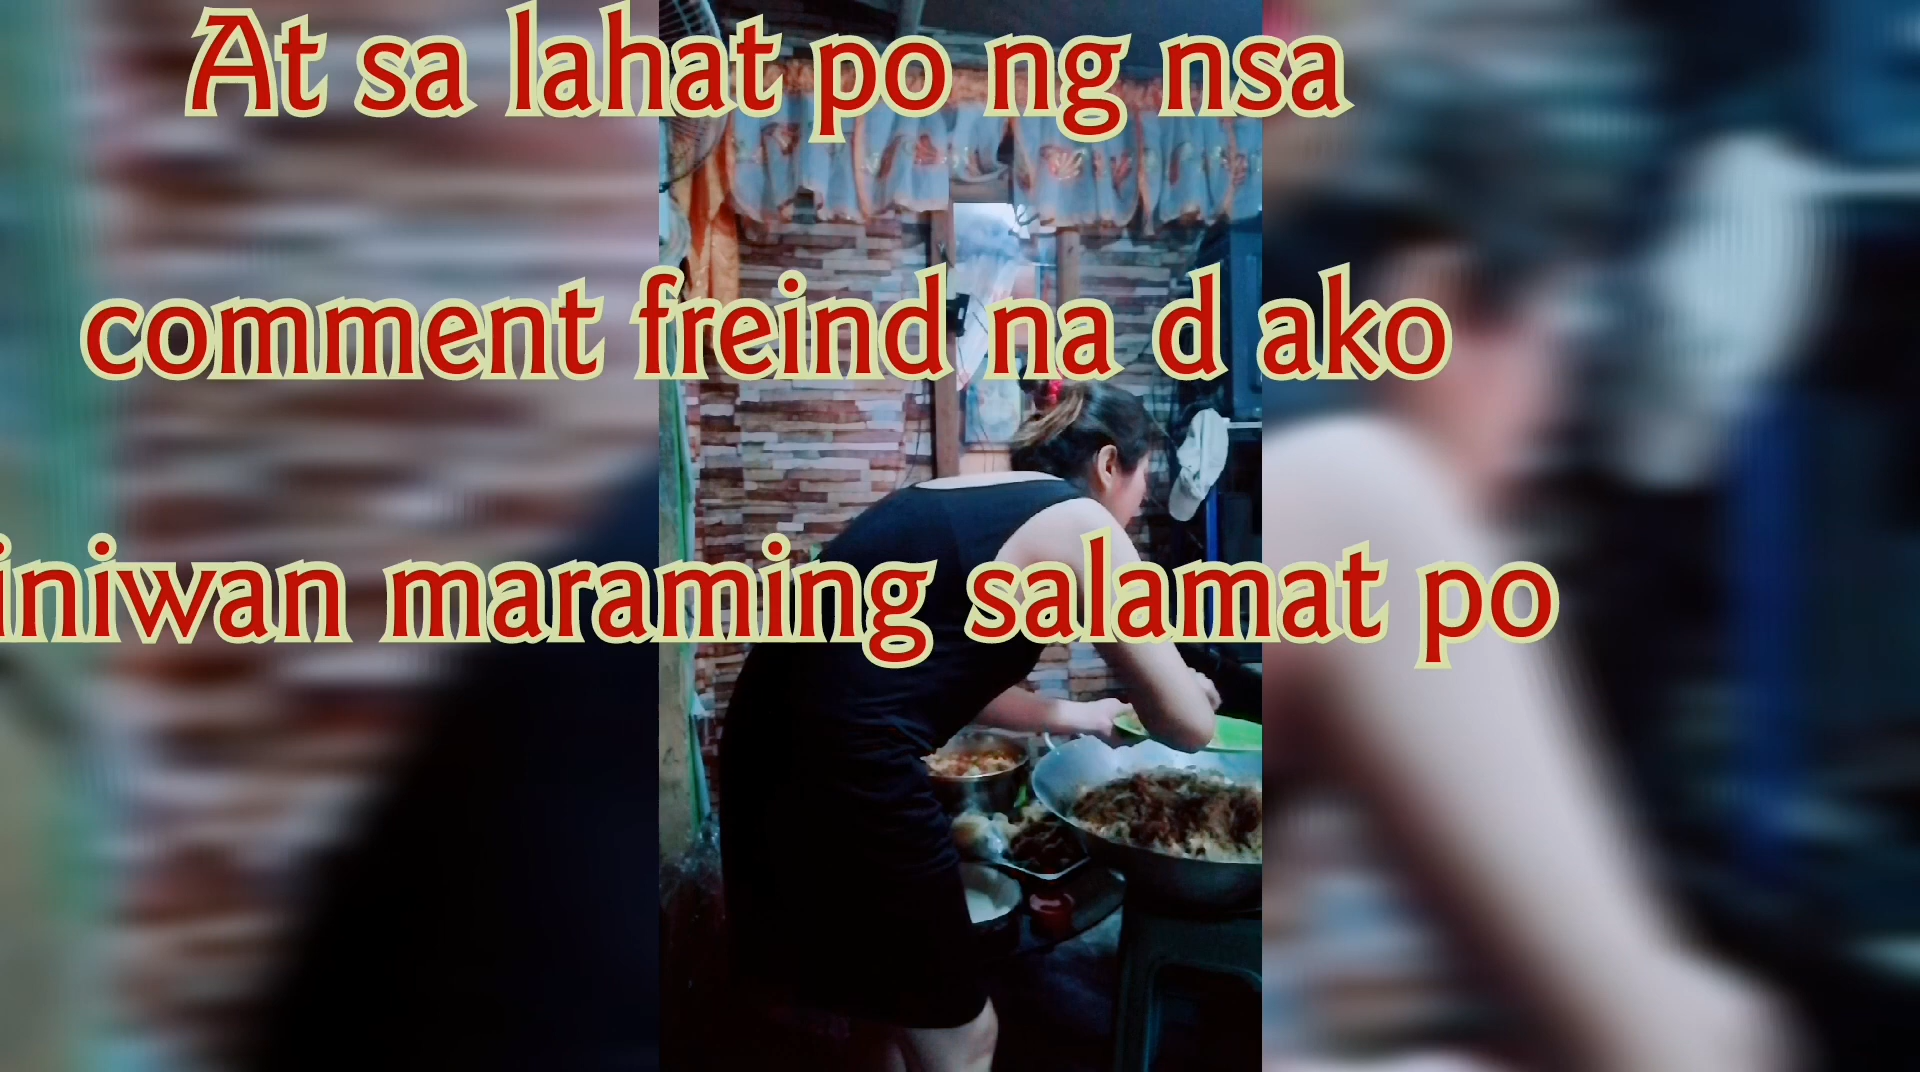 At sa lahat po ng nsa
comment freind na d ako
iniwan maraming salamat po